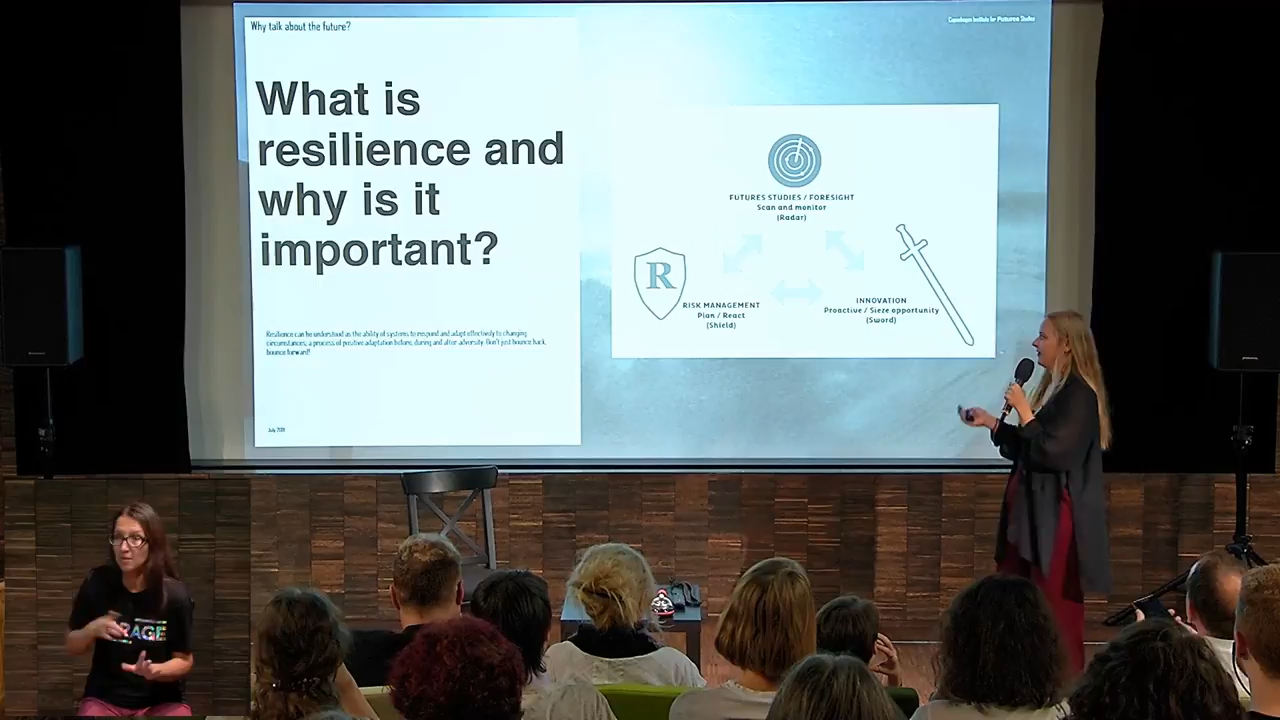 Why talk about the future?
Copenhagen Institute for Futures Studies
What is
resilience and
why is it
important?
FUTURES STUDIES / FORESIGHT
Scan and monitor
(Radar)
R
RISK MANAGEMENT
Plan / React
(Shield)
INNOVATION
Proactive / Sieze opportunity
(Sword)
Resilience can be understood as the ability of systems to respond and adapt effectively to changing
circumstances; a process of positive adaptation before, during and after adversity. Don't just bounce back,
bounce forward!
RAGE